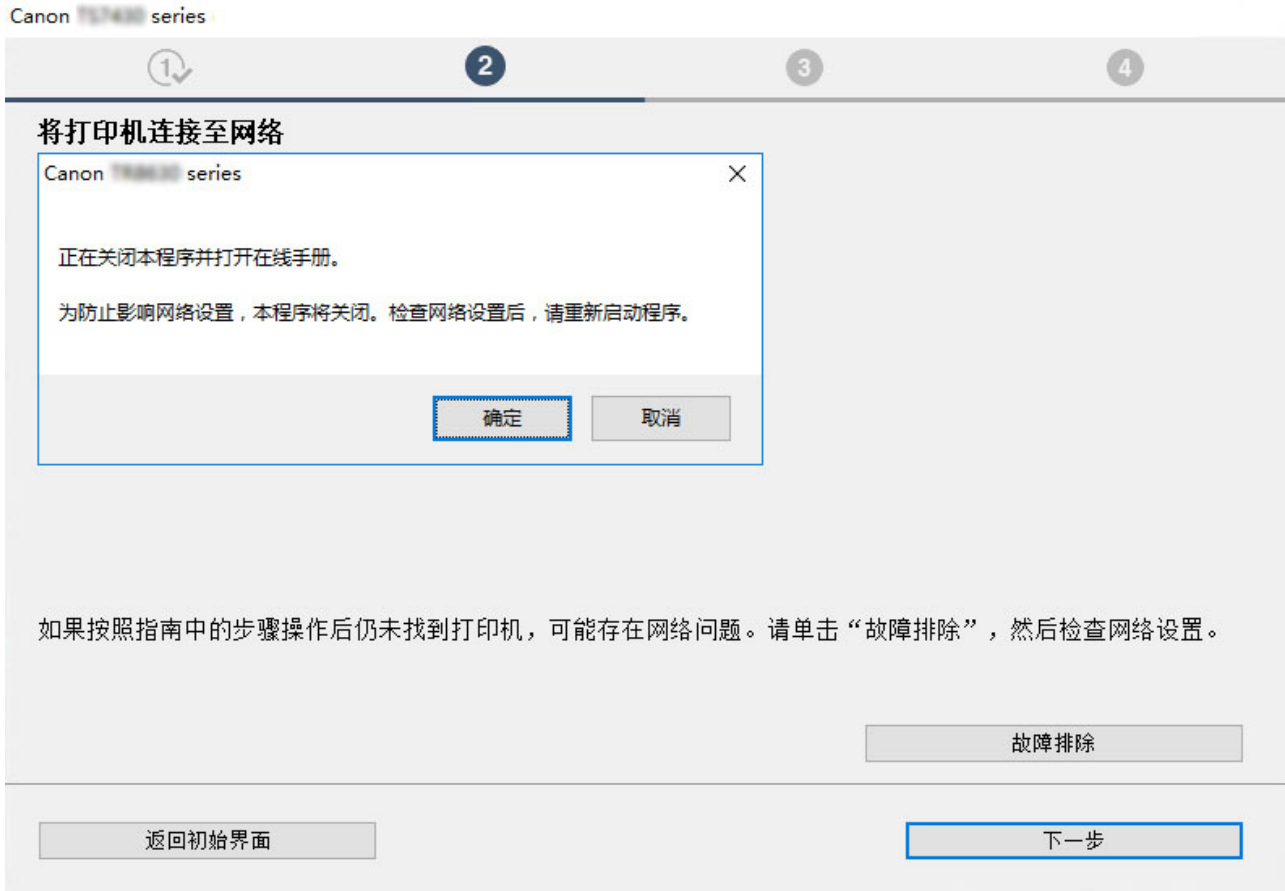 Canon series
1
2
3
4
将打印机连接至网络
Canon series
正在关闭本程序并打开在线手册。
为防止影响网络设置，本程序将关闭。检查网络设置后，请重新启动程序。
确定
取消
如果按照指南中的步骤操作后仍未找到打印机，可能存在网络问题。请单击“故障排除”，然后检查网络设置。
故障排除
返回初始界面
下一步